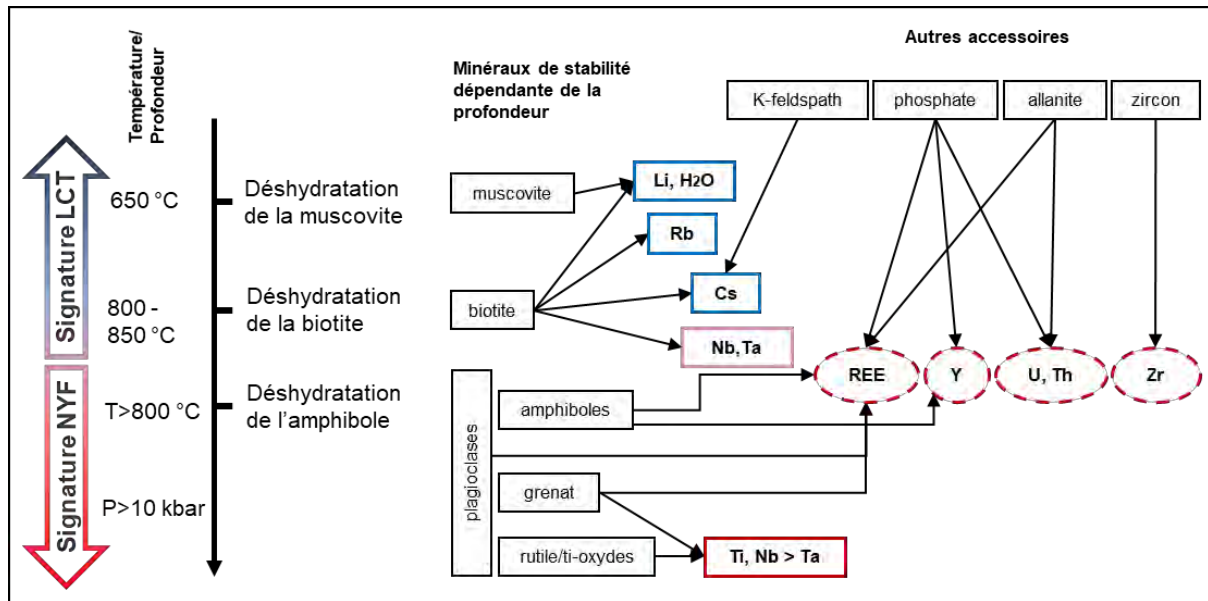 Autres accessoires
Température/
Profondeur
Minéraux de stabilité
dépendante de la
profondeur
K-feldspath
phosphate
allanite
zircon
Signature LCT
650 °C
Déshydratation
de la muscovite
muscovite
Li, H2O
Rb
800 -
850 °C
Déshydratation
de la biotite
biotite
Cs
Nb,Ta
REE
Y
U, Th
Zr
Signature NYF
T>800 °C
Déshydratation
de l'amphibole
plagioclases
amphiboles
P>10 kbar
grenat
rutile/ti-oxydes
Ti, Nb > Ta